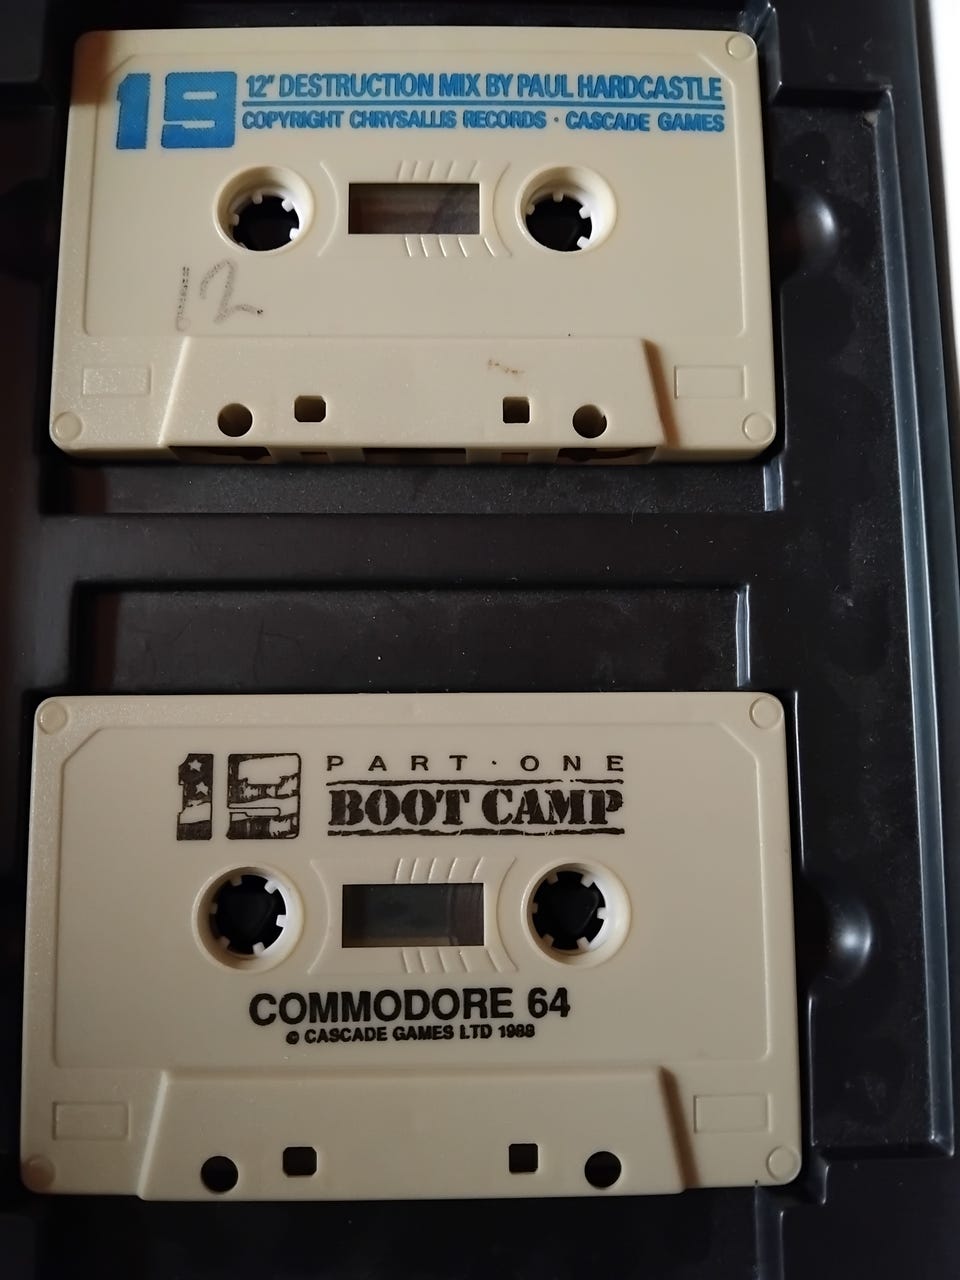 19
12" DESTRUCTION MIX BY PAUL HARDCASTLE
COPYRIGHT CHRYSALLIS RECORDS · CASCADE GAMES
12
19
PART · ONE
BOOT CAMP
COMMODORE 64
© CASCADE GAMES LTD 1988